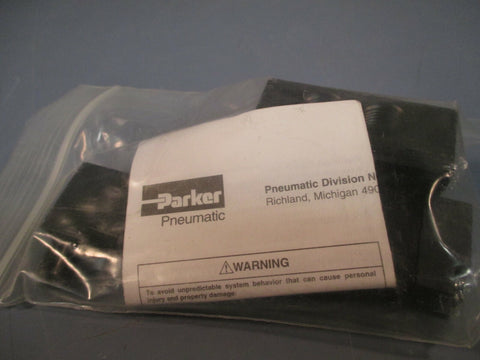 Parker
Pneumatic
Pneumatic Division N
Richland, Michigan 490
WARNING
To avoid unpredictable system behavior that can cause personal
injury and property damage: